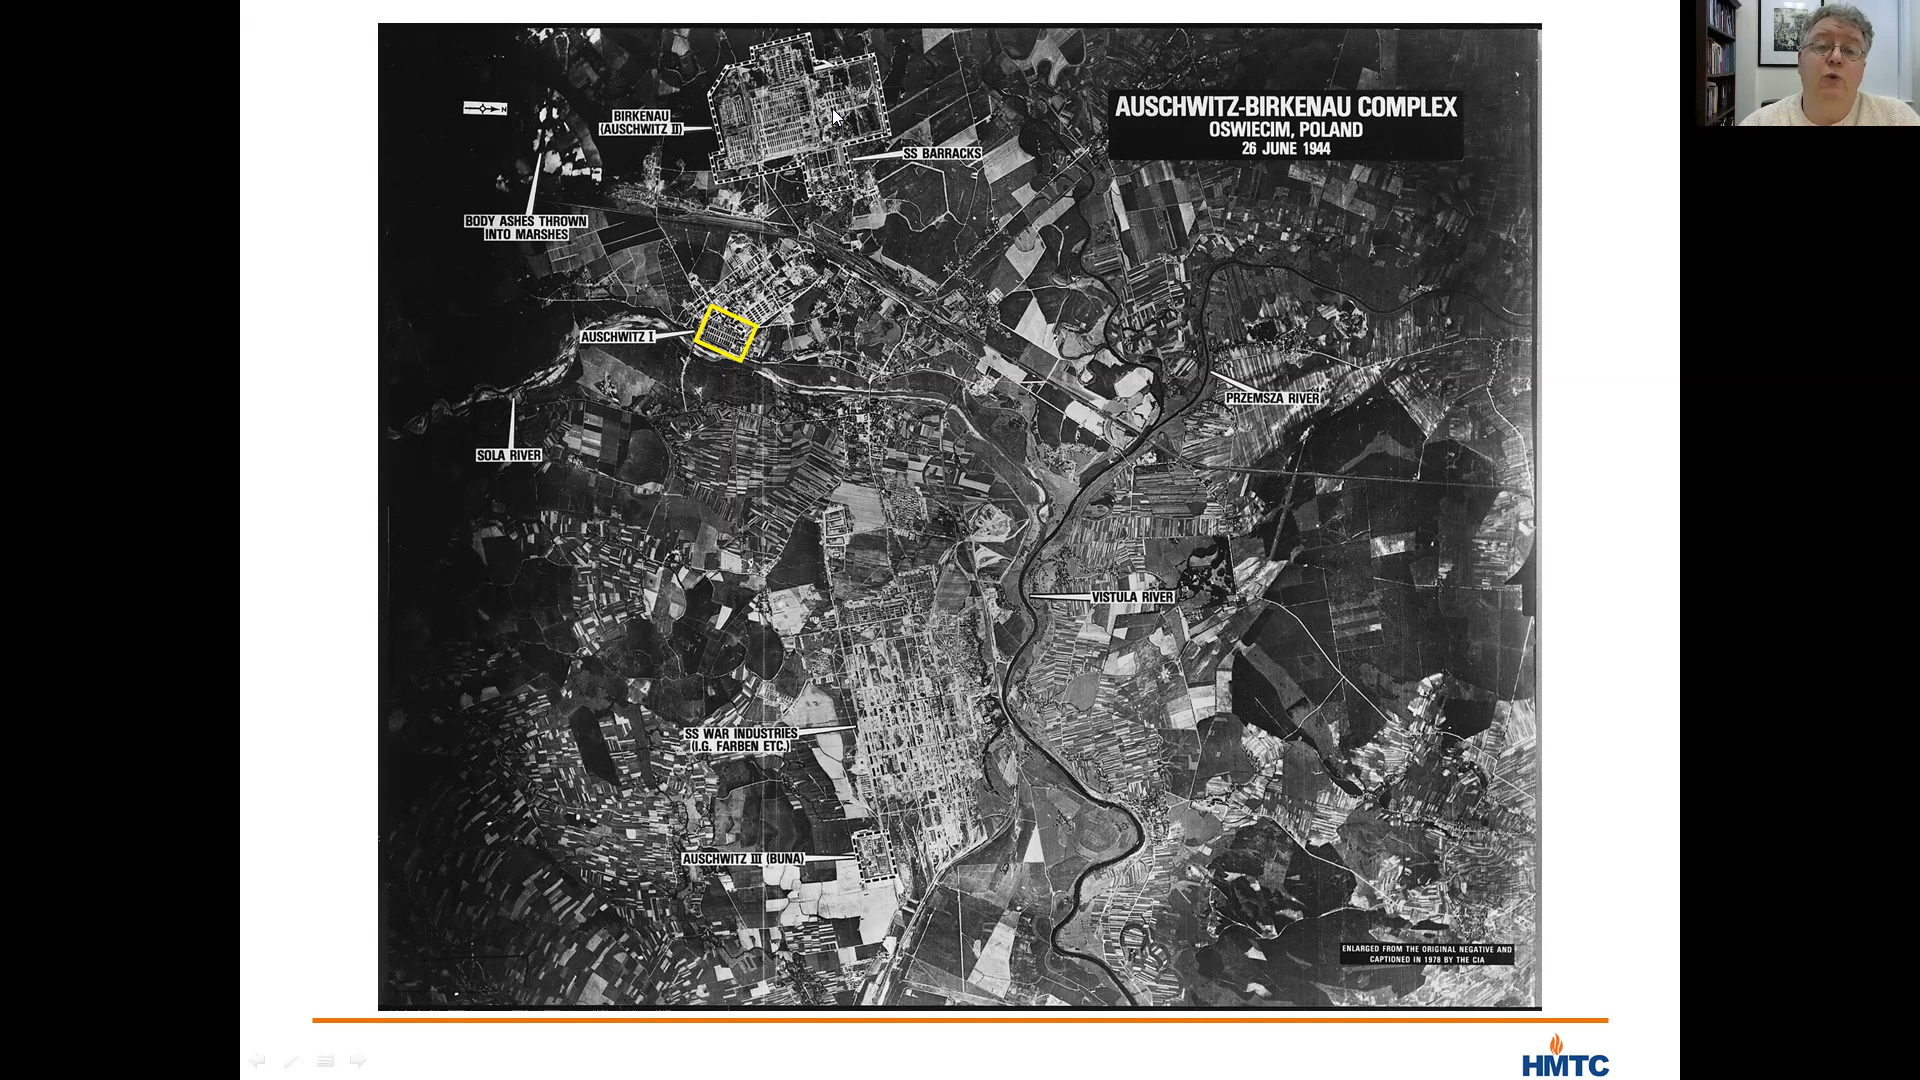 AUSCHWITZ-BIRKENAU COMPLEX
OSWIECIM, POLAND
26 JUNE 1944
N
BIRKENAU
(AUSCHWITZ II)
SS BARRACKS
BODY ASHES THROWN
INTO MARSHES
AUSCHWITZ I
PRZEMSZA RIVER
SOLA RIVER
VISTULA RIVER
SS WAR INDUSTRIES
(I.G. FARBEN ETC.)
AUSCHWITZ III (BUNA)
ENLARGED FROM THE ORIGINAL NEGATIVE AND
CAPTIONED IN 1978 BY THE CIA
HMTC